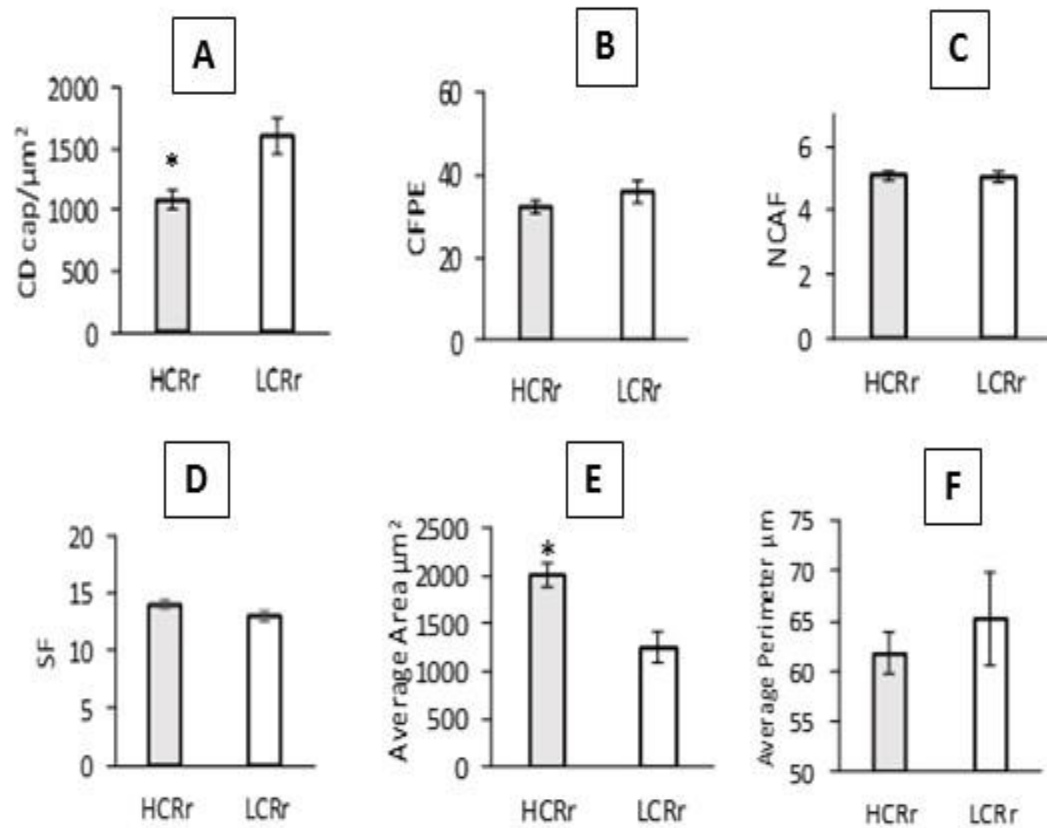 A
CD cap/μm²
2000
1500
1000
500
0
*
HCRr
LCRr
B
CFPE
60
40
20
0
HCRr
LCRr
C
NCAF
6
4
2
0
HCRr
LCRr
D
SF
20
15
10
5
0
HCRr
LCRr
E
Average Area μm²
2500
2000
1500
1000
500
0
*
HCRr
LCRr
F
Average Perimeter μm
75
70
65
60
55
50
HCRr
LCRr